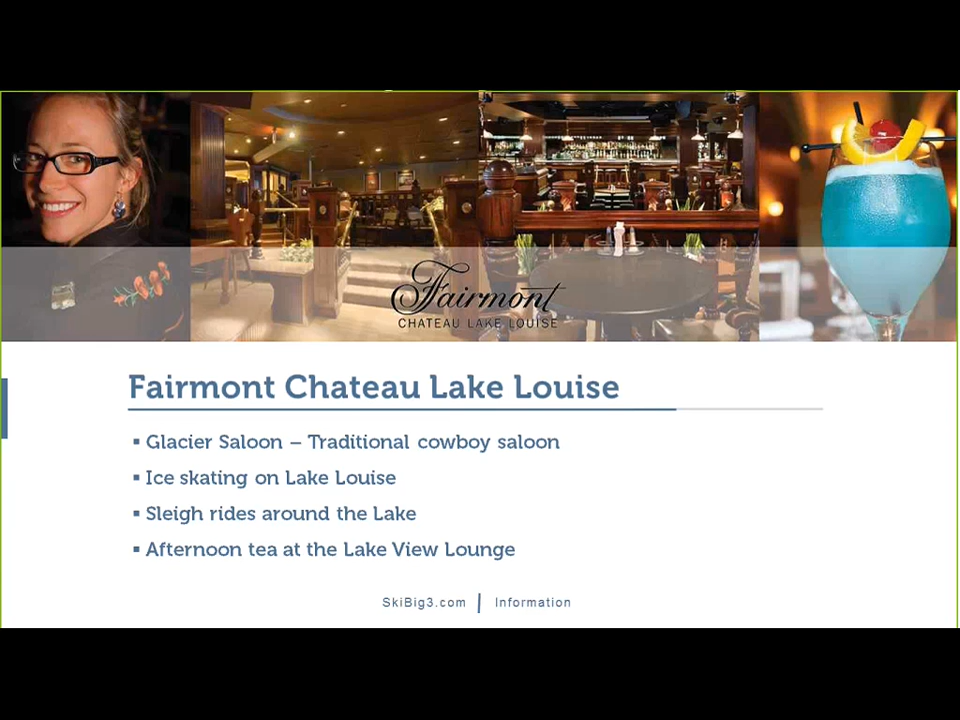 Fairmont
CHATEAU LAKE LOUISE
Fairmont Chateau Lake Louise
▪ Glacier Saloon – Traditional cowboy saloon
▪ Ice skating on Lake Louise
▪ Sleigh rides around the Lake
▪ Afternoon tea at the Lake View Lounge
SkiBig3.com | Information